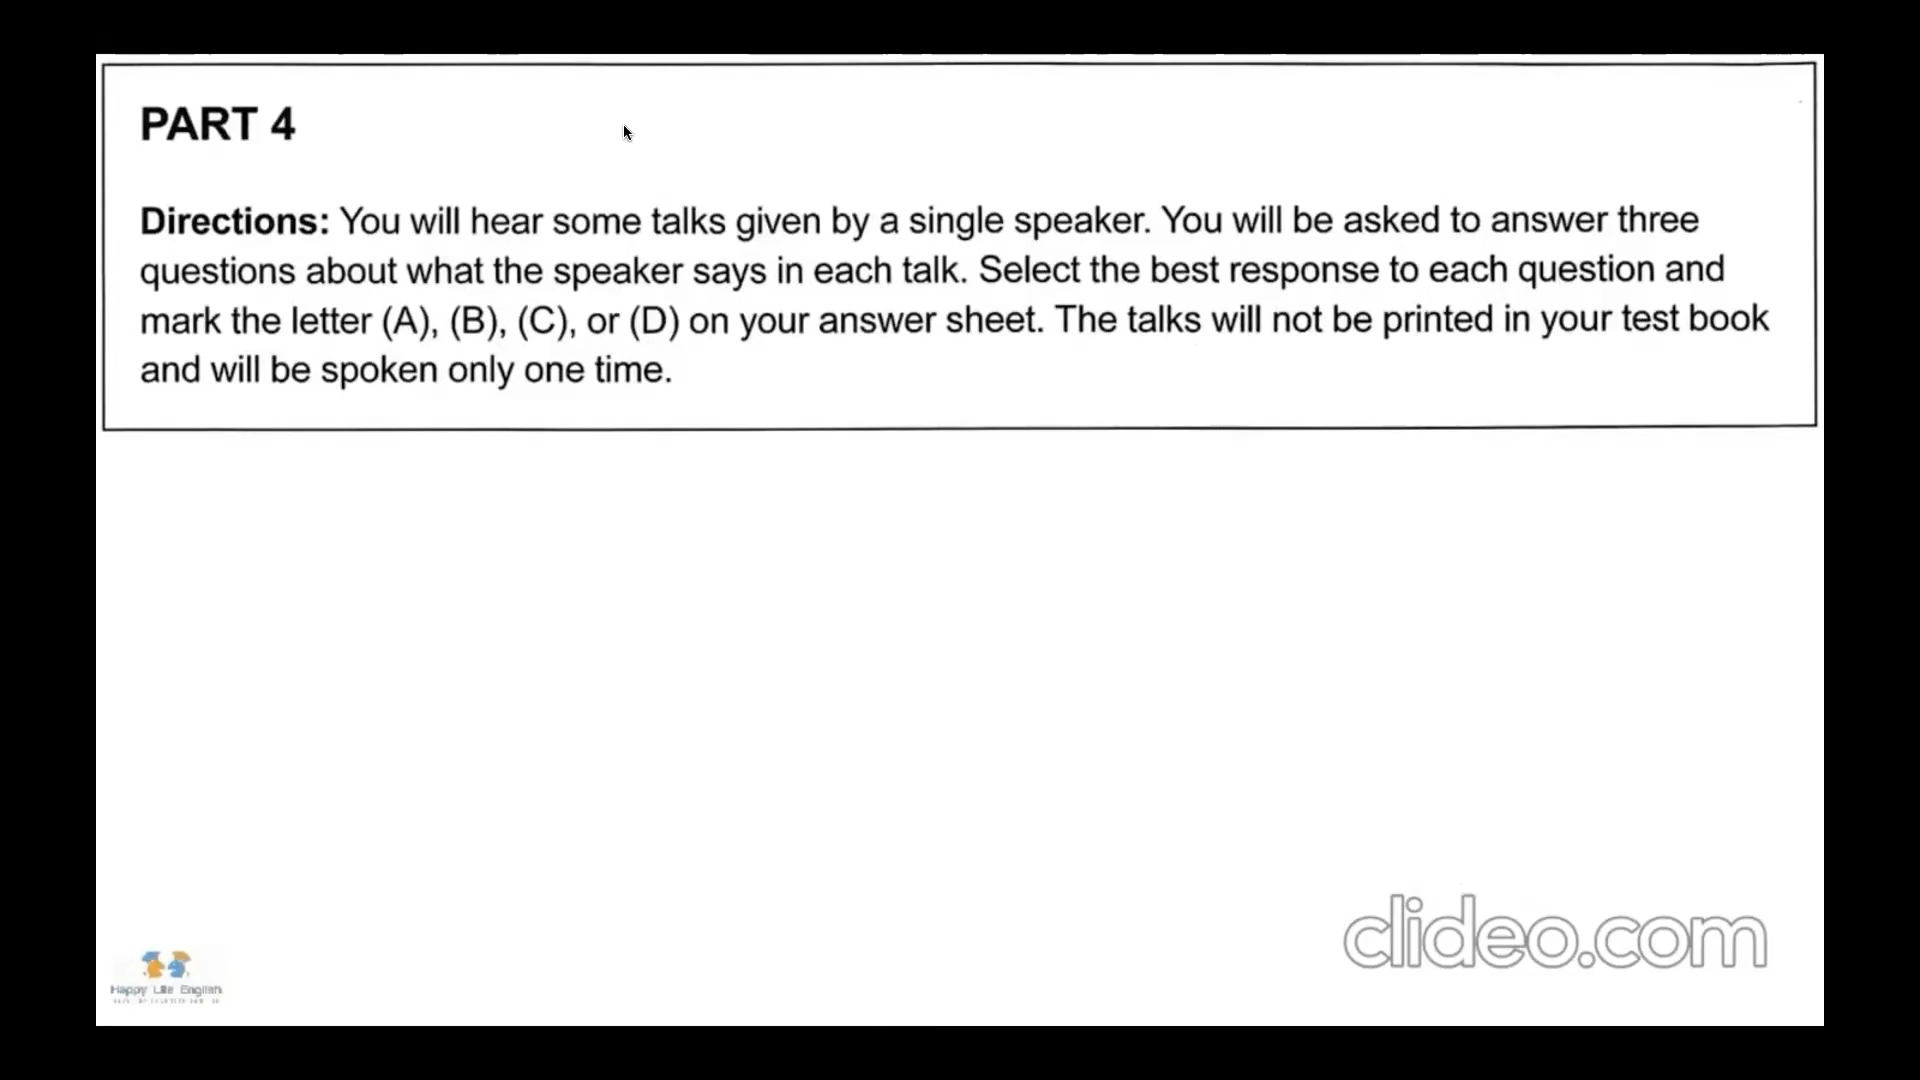 PART 4
Directions: You will hear some talks given by a single speaker. You will be asked to answer three
questions about what the speaker says in each talk. Select the best response to each question and
mark the letter (A), (B), (C), or (D) on your answer sheet. The talks will not be printed in your test book
and will be spoken only one time.
clideo.com
Happy Life English